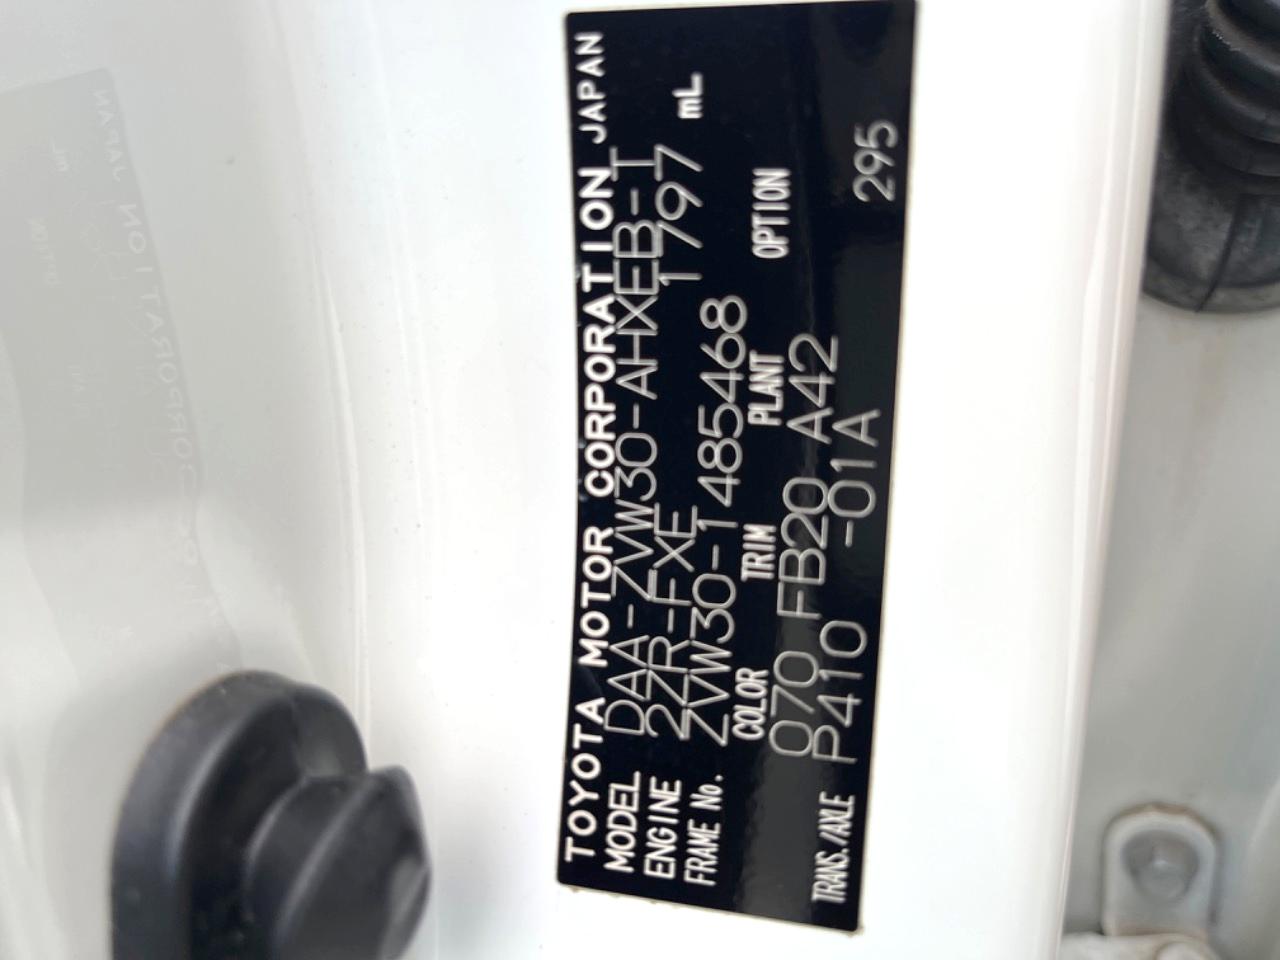 TOYOTA MOTOR CORPORATION JAPAN
MODEL DAA-ZVW30-AHXEB-T
ENGINE 2ZR-FXE 1797 mL
FRAME No. ZVW30-1485468
COLOR TRIM PLANT OPTION
070 FB20 A42
TRANS./AXLE P410 -01A 295